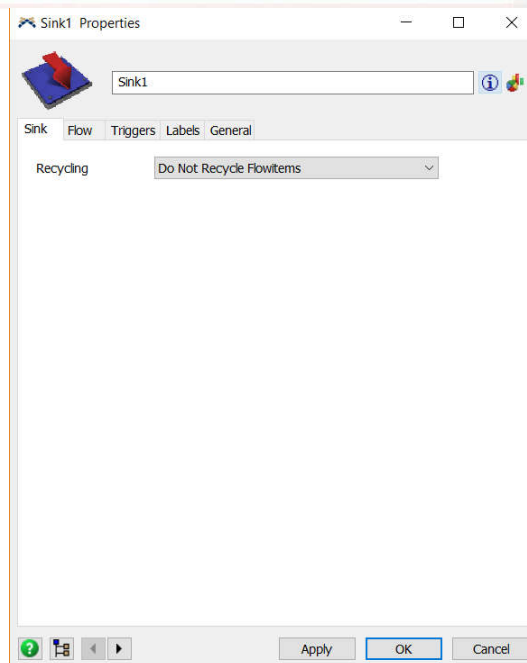 Sink1 Properties
Sink1
Sink Flow Triggers Labels General
Recycling Do Not Recycle Flowitems
Apply OK Cancel